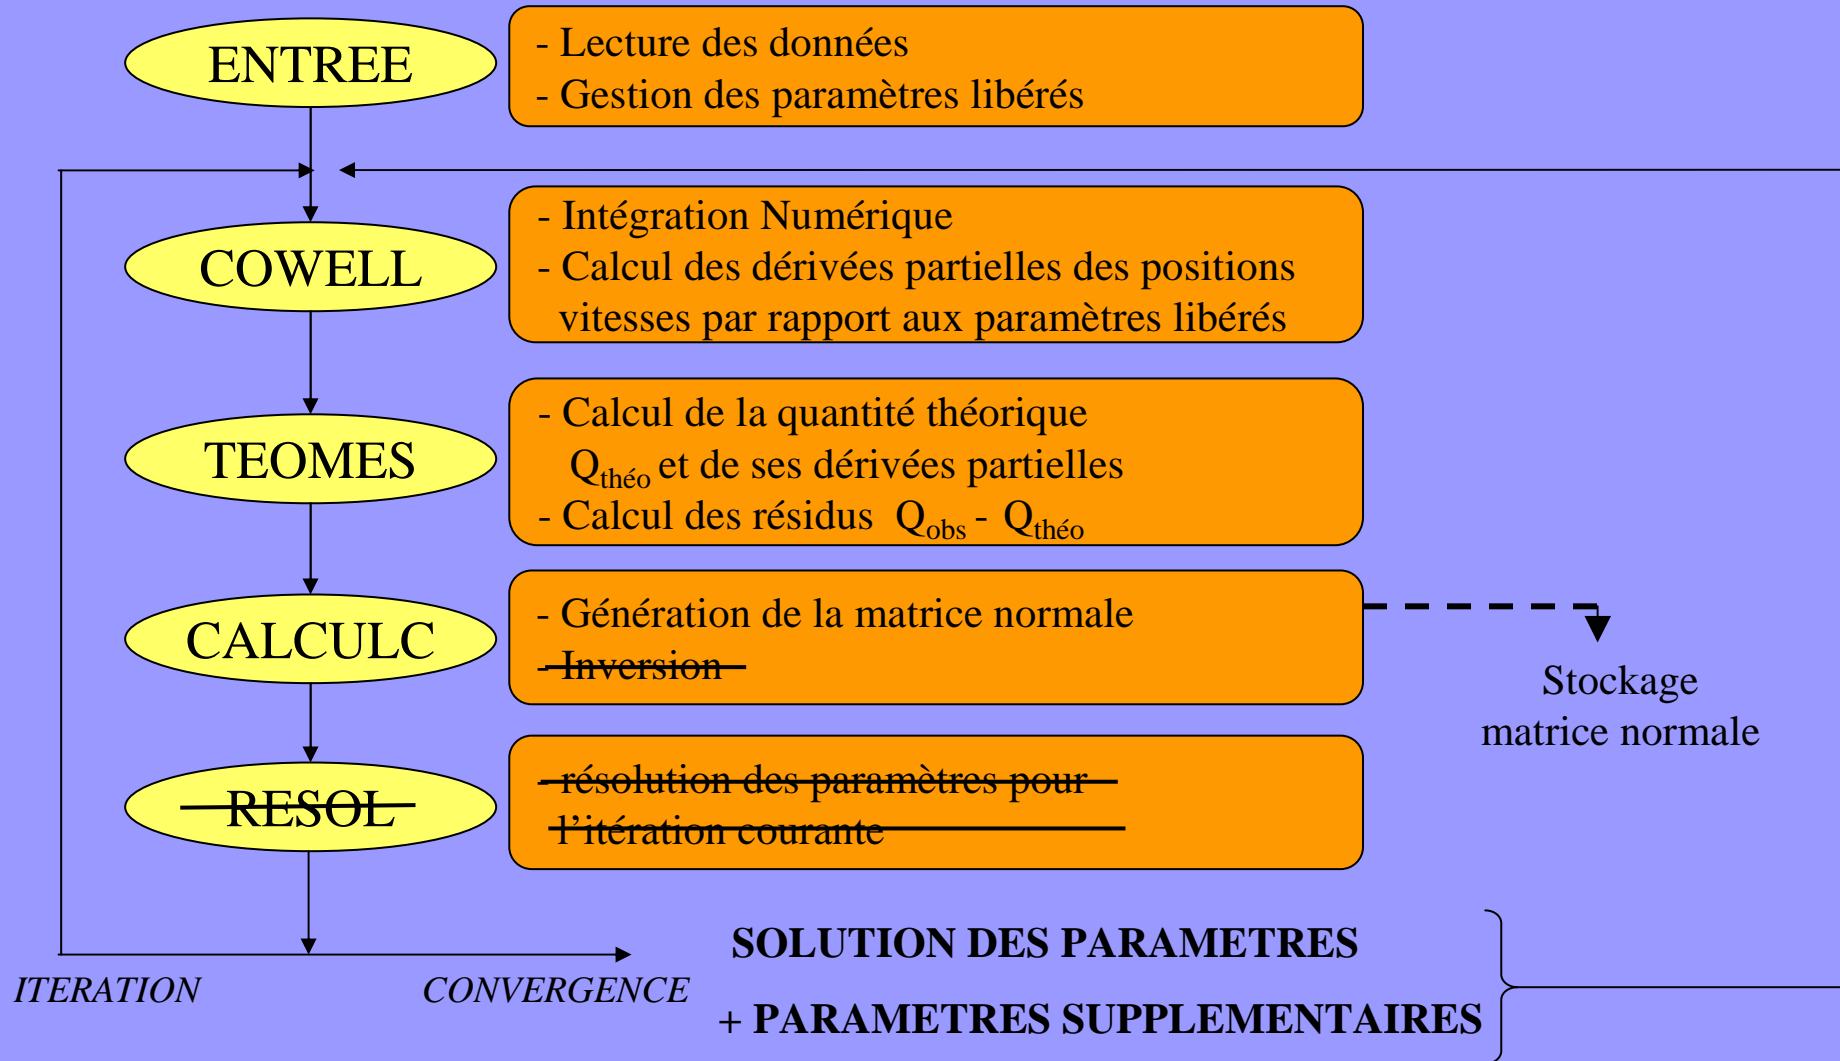 ENTREE
- Lecture des données
- Gestion des paramètres libérés
COWELL
- Intégration Numérique
- Calcul des dérivées partielles des positions
vitesses par rapport aux paramètres libérés
TEOMES
- Calcul de la quantité théorique
Qthéo et de ses dérivées partielles
- Calcul des résidus Qobs - Qthéo
CALCULC
- Génération de la matrice normale
- Inversion
Stockage
matrice normale
RESOL
- résolution des paramètres pour
l’itération courante
SOLUTION DES PARAMETRES
ITERATION
CONVERGENCE
+ PARAMETRES SUPPLEMENTAIRES